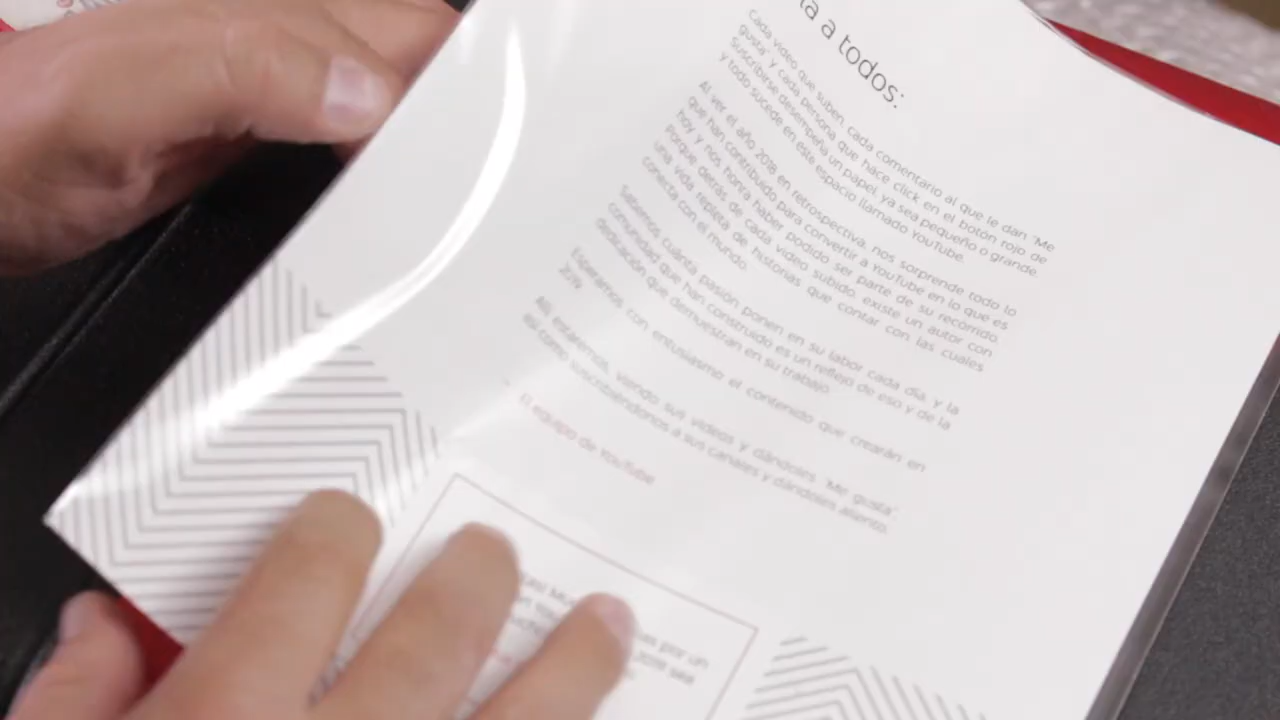 a a todos:
Cada video que suben, cada comentario al que le dan "Me
gusta" y cada persona que hace click en el botón rojo de
Suscribirse desempeña un papel, ya sea pequeño o grande,
y todo sucede en este espacio llamado YouTube.
Al ver el año 2018 en retrospectiva, nos sorprende todo lo
que han contribuido para convertir a YouTube en lo que es
hoy y nos honra haber podido ser parte de su recorrido.
Porque detrás de cada video subido, existe un autor con
una vida repleta de historias que contar con las cuales
conecta con el mundo.
Sabemos cuánta pasión ponen en su labor cada día, y la
comunidad que han construido es un reflejo de eso y de la
dedicación que demuestran en su trabajo.
Esperamos con entusiasmo el contenido que crearán en
2019.
Allí estaremos, viendo sus videos y dándoles "Me gusta",
así como suscribiéndonos a sus canales y dándoles aliento.
El equipo de YouTube
as por un
2019 sea